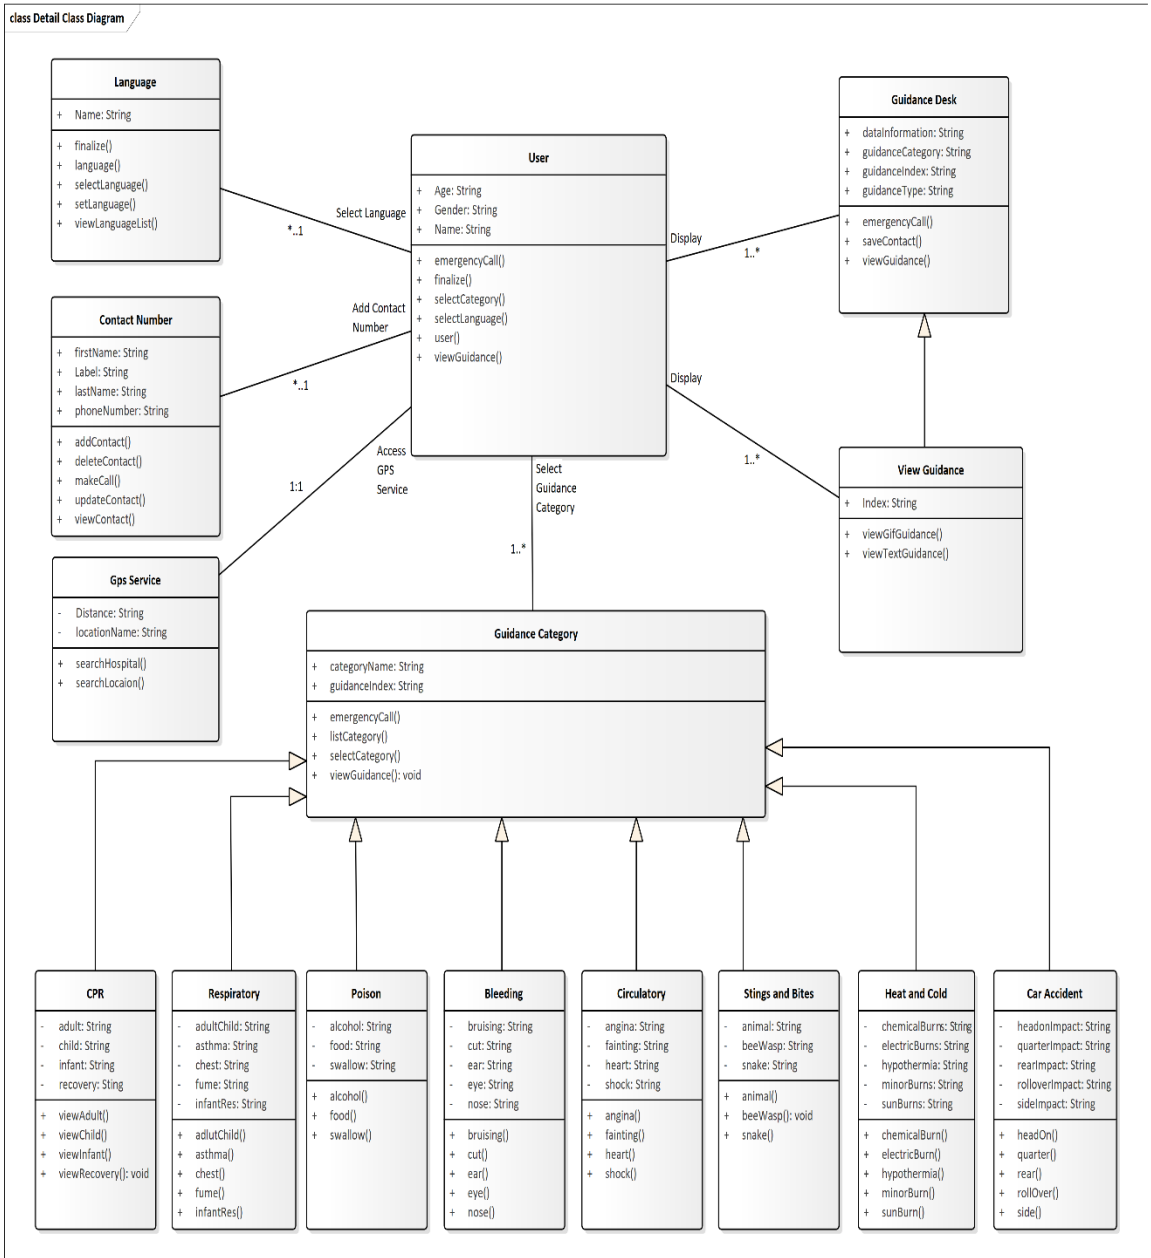 class Detail Class Diagram
Language
+ Name: String
+ finalize()
+ language()
+ selectLanguage()
+ setLanguage()
+ viewLanguageList()
Contact Number
+ firstName: String
+ Label: String
+ lastName: String
+ phoneNumber: String
+ addContact()
+ deleteContact()
+ makeCall()
+ updateContact()
+ viewContact()
Gps Service
- Distance: String
- locationName: String
+ searchHospital()
+ searchLocaion()
Select Language
*..1
Add Contact
Number
*..1
Access
GPS
Service
1:1
User
+ Age: String
+ Gender: String
+ Name: String
+ emergencyCall()
+ finalize()
+ selectCategory()
+ selectLanguage()
+ user()
+ viewGuidance()
Display
1..*
Display
1..*
Select
Guidance
Category
1..*
Guidance Desk
+ dataInformation: String
+ guidanceCategory: String
+ guidanceIndex: String
+ guidanceType: String
+ emergencyCall()
+ saveContact()
+ viewGuidance()
View Guidance
+ Index: String
+ viewGifGuidance()
+ viewTextGuidance()
Guidance Category
+ categoryName: String
+ guidanceIndex: String
+ emergencyCall()
+ listCategory()
+ selectCategory()
+ viewGuidance(): void
CPR
- adult: String
- child: String
- infant: String
- recovery: Sting
+ viewAdult()
+ viewChild()
+ viewInfant()
+ viewRecovery(): void
Respiratory
- adultChild: String
- asthma: String
- chest: String
- fume: String
- infantRes: String
+ adlutChild()
+ asthma()
+ chest()
+ fume()
+ infantRes()
Poison
- alcohol: String
- food: String
- swallow: String
+ alcohol()
+ food()
+ swallow()
Bleeding
- bruising: String
- cut: String
- ear: String
- eye: String
- nose: String
+ bruising()
+ cut()
+ ear()
+ eye()
+ nose()
Circulatory
- angina: String
- fainting: String
- heart: String
- shock: String
+ angina()
+ fainting()
+ heart()
+ shock()
Stings and Bites
- animal: String
- beeWasp: String
- snake: String
+ animal()
+ beeWasp(): void
+ snake()
Heat and Cold
- chemicalBurns: String
- electricBurns: String
- hypothermia: String
- minorBurns: String
- sunBurns: String
+ chemicalBurn()
+ electricBurn()
+ hypothermia()
+ minorBurn()
+ sunBurn()
Car Accident
- headonImpact: String
- quarterImpact: String
- rearImpact: String
- rolloverImpact: String
- sideImpact: String
+ headOn()
+ quarter()
+ rear()
+ rollOver()
+ side()